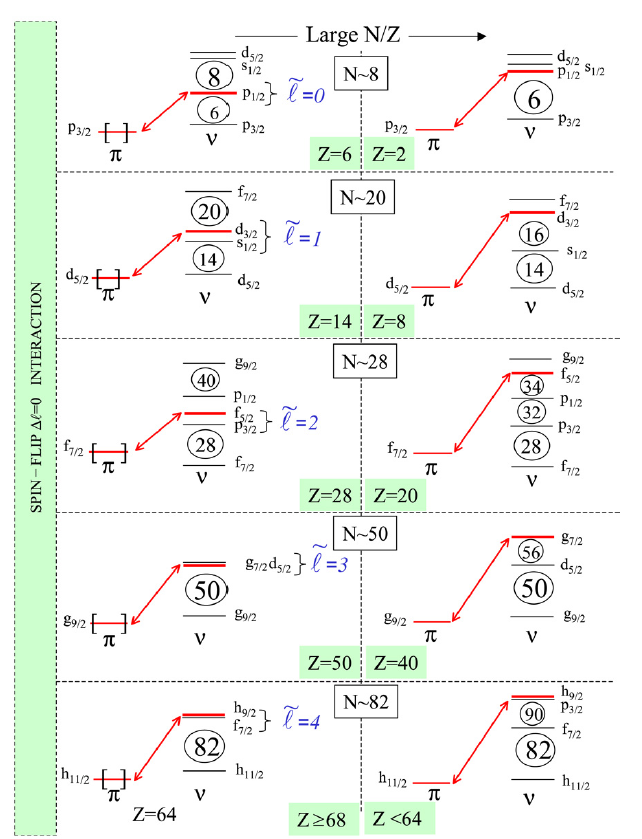 SPIN – FLIP Δℓ=0 INTERACTION
Large N/Z
N~8
d5/2
s1/2
8
p1/2
ℓ̃=0
6
p3/2
ν
p3/2
[ ]
π
Z=6
Z=2
d5/2
p1/2 s1/2
6
p3/2
ν
p3/2
π
N~20
f7/2
20
d3/2
s1/2
ℓ̃=1
14
d5/2
ν
d5/2
[π]
Z=14
Z=8
f7/2
d3/2
16
s1/2
14
d5/2
ν
d5/2
π
N~28
g9/2
40
p1/2
f5/2
p3/2
ℓ̃=2
28
f7/2
ν
f7/2
[π]
Z=28
Z=20
g9/2
f5/2
34
p1/2
32
p3/2
28
f7/2
ν
f7/2
π
N~50
g7/2 d5/2
ℓ̃=3
50
g9/2
ν
g9/2
[π]
Z=50
Z=40
g7/2
56
d5/2
50
g9/2
ν
g9/2
π
N~82
h9/2
f7/2
ℓ̃=4
82
h11/2
ν
h11/2
[π]
Z=64
Z≥68
Z<64
h9/2
p3/2
90
f7/2
82
h11/2
ν
h11/2
π